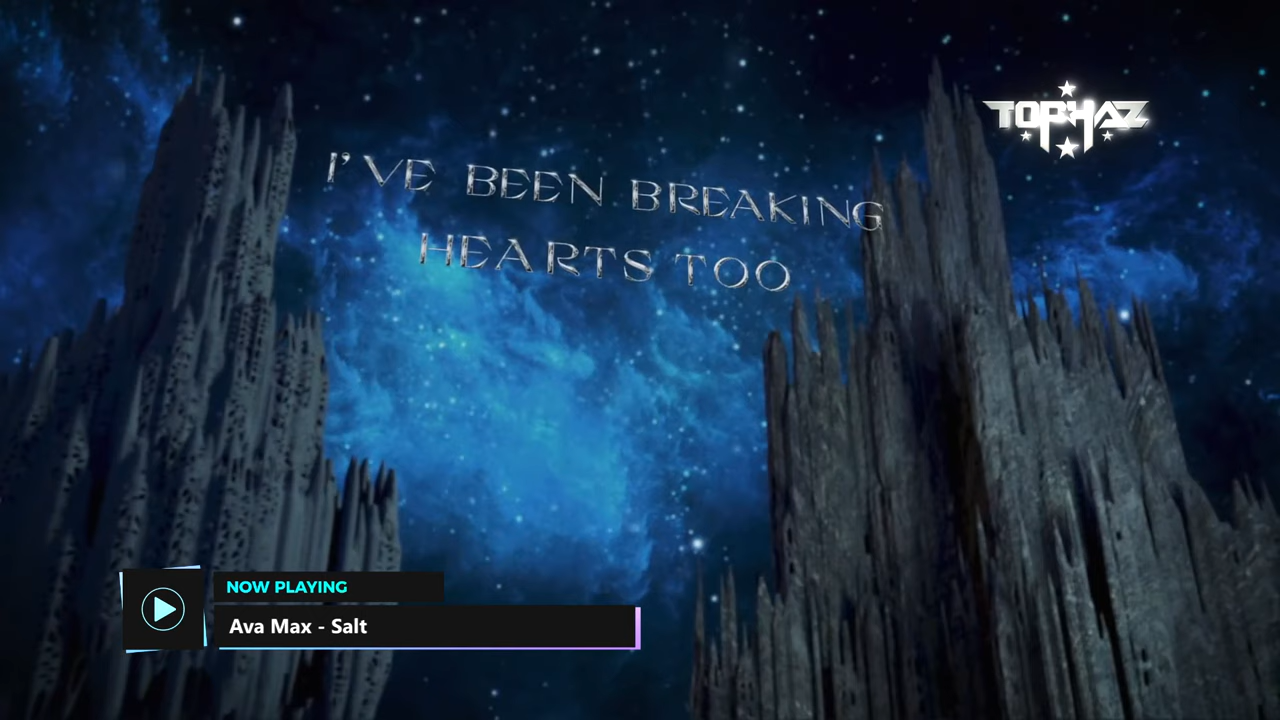 TOPHAZ
I'VE BEEN BREAKING
HEARTS TOO
NOW PLAYING
Ava Max - Salt